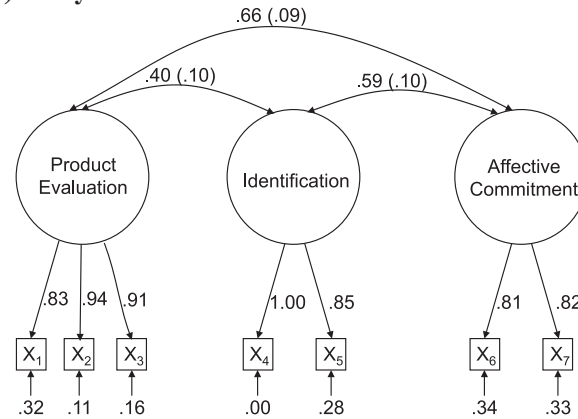 .66 (.09)
.40 (.10)
.59 (.10)
Product
Evaluation
Identification
Affective
Commitment
.83 .94 .91 1.00 .85 .81 .82
X1 X2 X3 X4 X5 X6 X7
.32 .11 .16 .00 .28 .34 .33